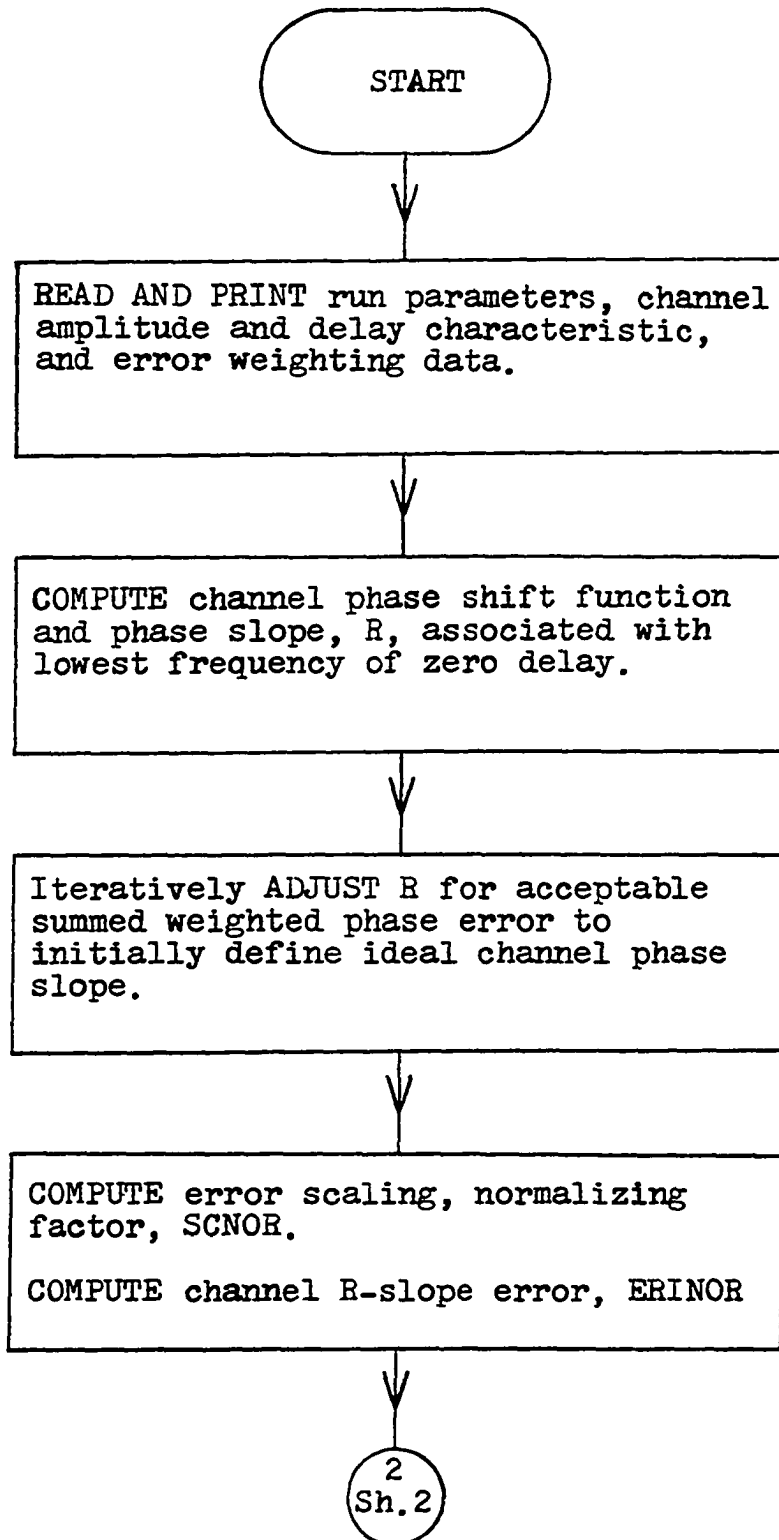 START
READ AND PRINT run parameters, channel
amplitude and delay characteristic,
and error weighting data.
COMPUTE channel phase shift function
and phase slope, R, associated with
lowest frequency of zero delay.
Iteratively ADJUST R for acceptable
summed weighted phase error to
initially define ideal channel phase
slope.
COMPUTE error scaling, normalizing
factor, SCNOR.
COMPUTE channel R-slope error, ERINOR
2
Sh.2